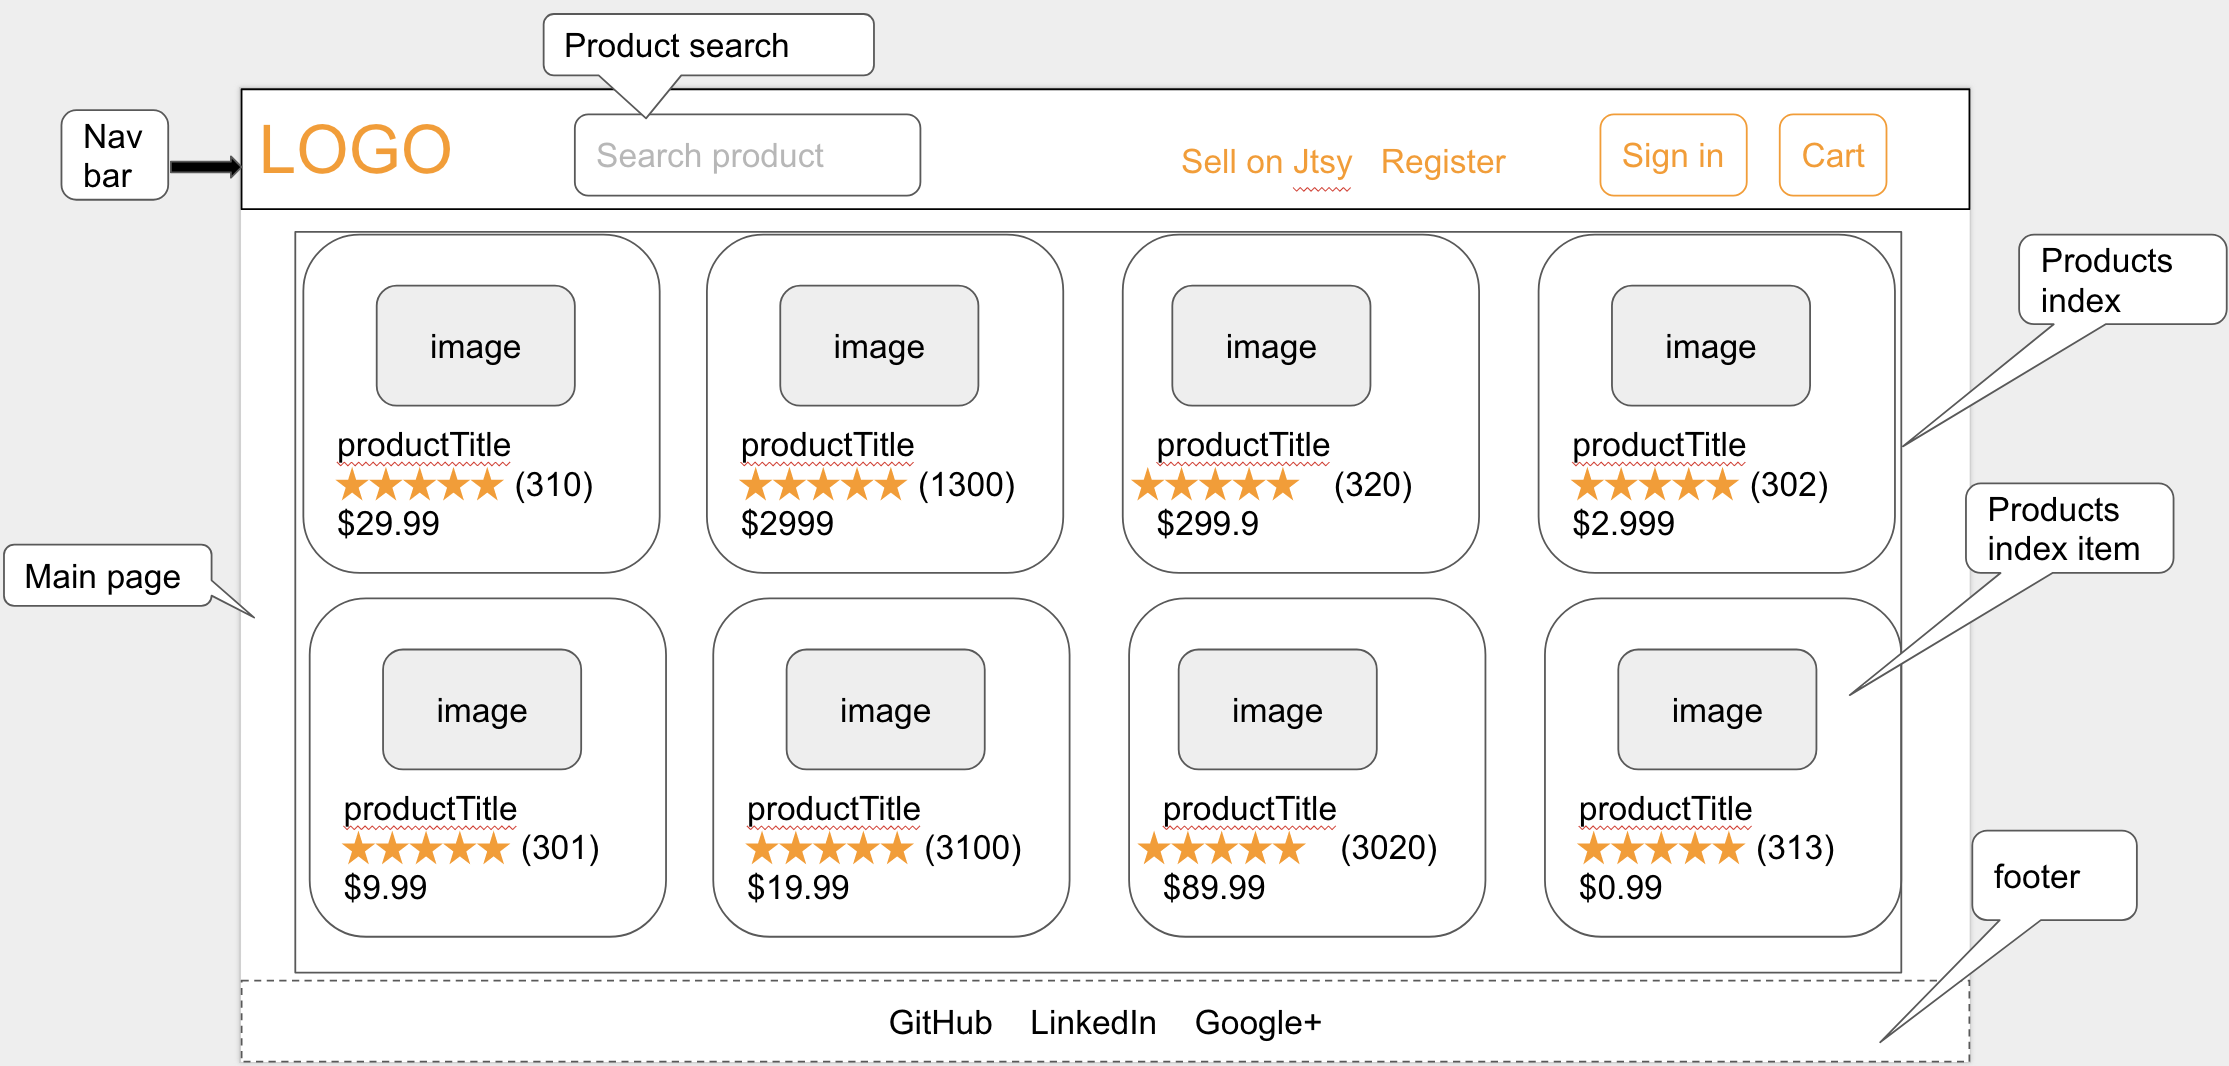 Product search
Nav
bar
LOGO
Search product
Sell on Jtsy
Register
Sign in
Cart
Products
index
image
image
image
image
productTitle
★★★★★ (310)
$29.99
productTitle
★★★★★ (1300)
$2999
productTitle
★★★★★ (320)
$299.9
productTitle
★★★★★ (302)
$2.999
Products
index item
Main page
image
image
image
image
productTitle
★★★★★ (301)
$9.99
productTitle
★★★★★ (3100)
$19.99
productTitle
★★★★★ (3020)
$89.99
productTitle
★★★★★ (313)
$0.99
footer
GitHub LinkedIn Google+